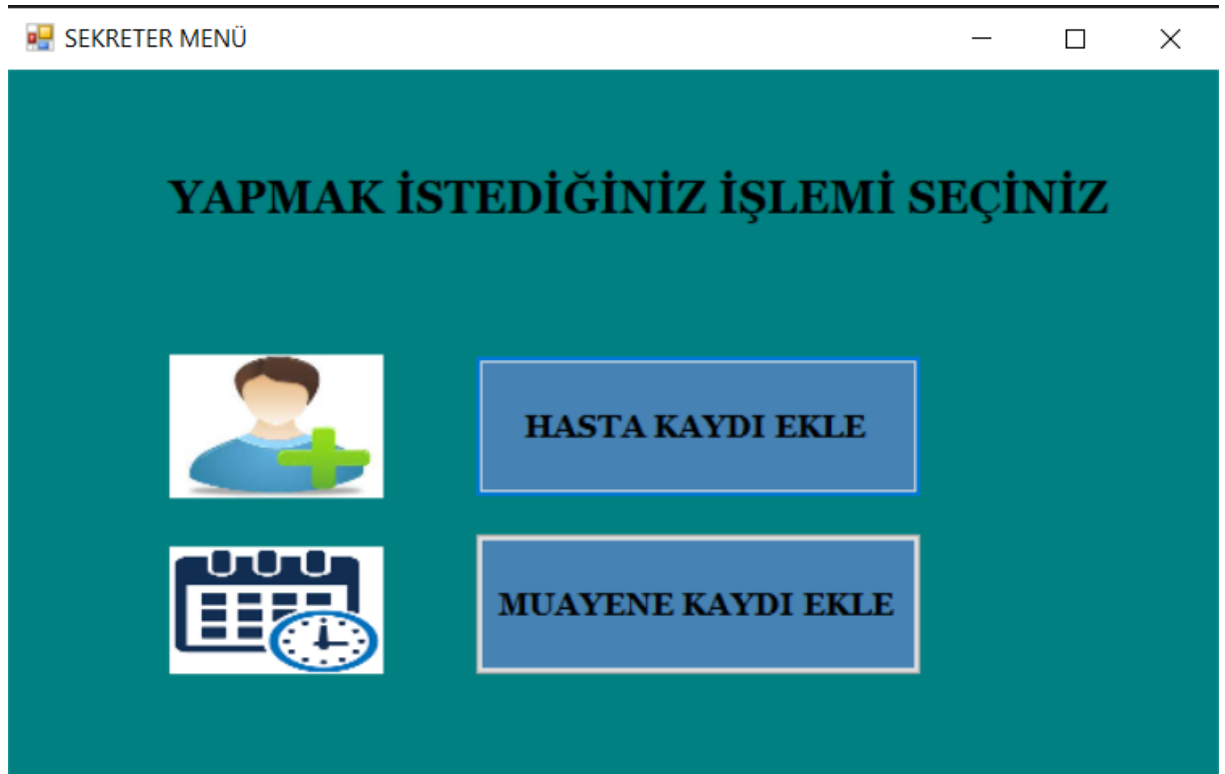 SEKRETER MENÜ
YAPMAK İSTEDİĞİNİZ İŞLEMİ SEÇİNİZ
HASTA KAYDI EKLE
MUAYENE KAYDI EKLE